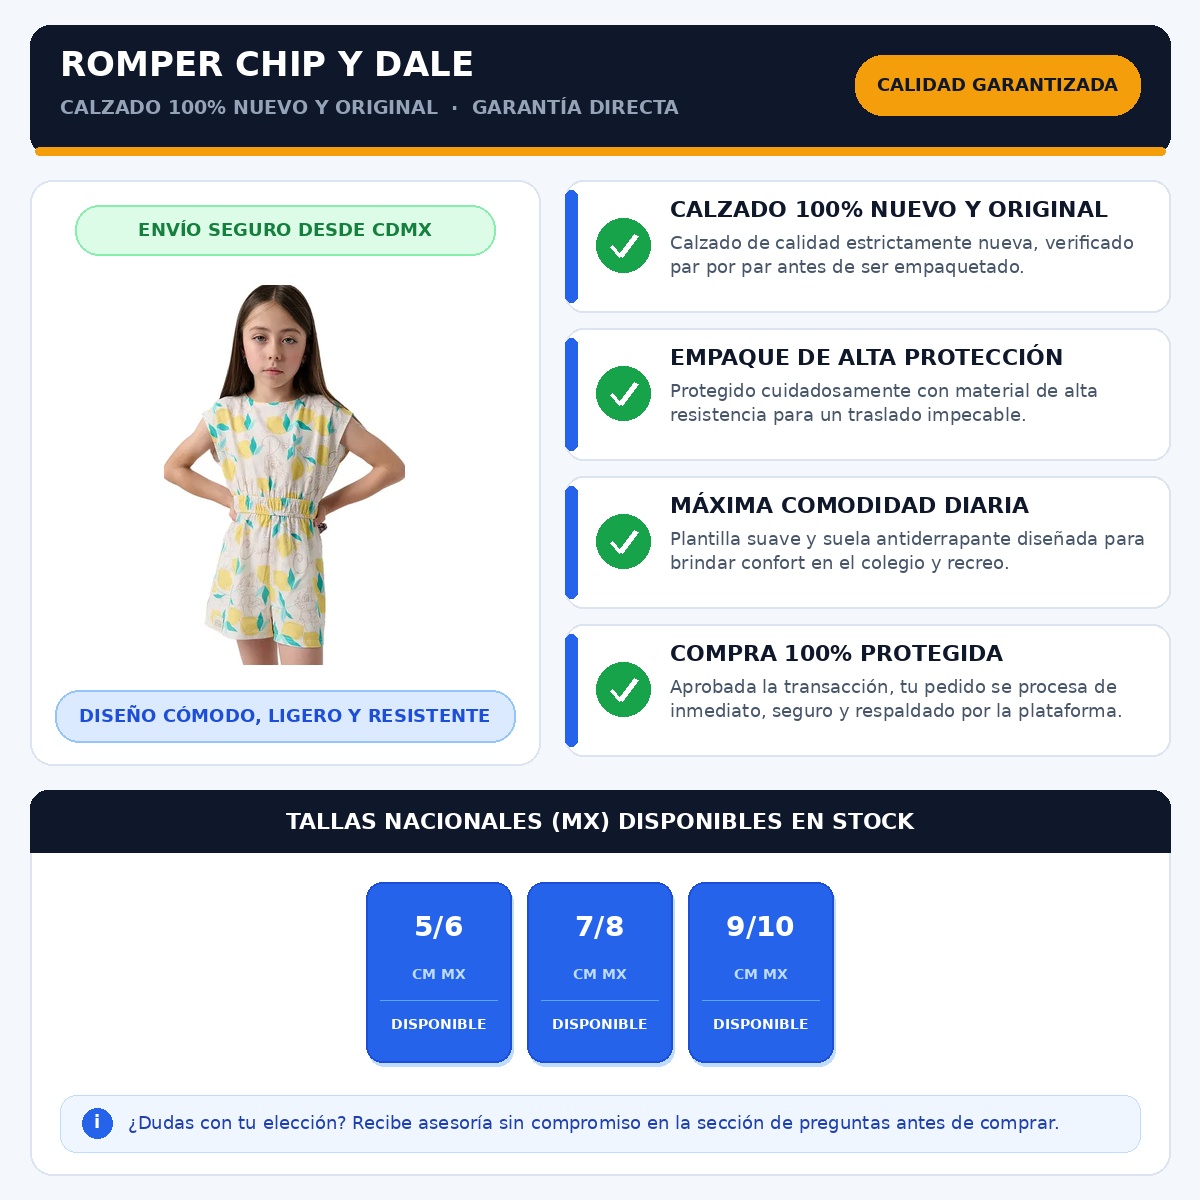 ROMPER CHIP Y DALE
CALZADO 100% NUEVO Y ORIGINAL · GARANTÍA DIRECTA
CALIDAD GARANTIZADA
ENVÍO SEGURO DESDE CDMX
DISEÑO CÓMODO, LIGERO Y RESISTENTE
CALZADO 100% NUEVO Y ORIGINAL
Calzado de calidad estrictamente nueva, verificado
par por par antes de ser empaquetado.
EMPAQUE DE ALTA PROTECCIÓN
Protegido cuidadosamente con material de alta
resistencia para un traslado impecable.
MÁXIMA COMODIDAD DIARIA
Plantilla suave y suela antiderrapante diseñada para
brindar confort en el colegio y recreo.
COMPRA 100% PROTEGIDA
Aprobada la transacción, tu pedido se procesa de
inmediato, seguro y respaldado por la plataforma.
TALLAS NACIONALES (MX) DISPONIBLES EN STOCK
5/6
CM MX
DISPONIBLE
7/8
CM MX
DISPONIBLE
9/10
CM MX
DISPONIBLE
i
¿Dudas con tu elección? Recibe asesoría sin compromiso en la sección de preguntas antes de comprar.